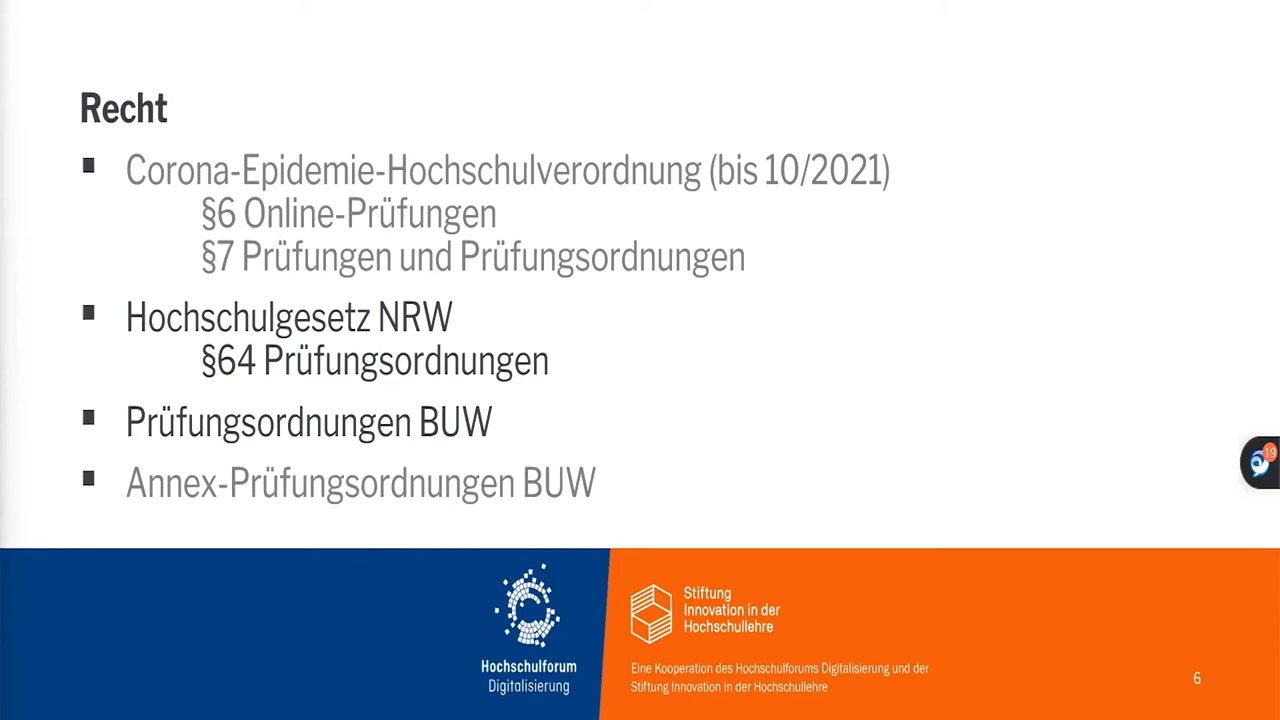 Recht
Corona-Epidemie-Hochschulverordnung (bis 10/2021)
§6 Online-Prüfungen
§7 Prüfungen und Prüfungsordnungen
Hochschulgesetz NRW
§64 Prüfungsordnungen
Prüfungsordnungen BUW
Annex-Prüfungsordnungen BUW
19
Hochschulforum
Digitalisierung
Stiftung
Innovation in der
Hochschullehre
Eine Kooperation des Hochschulforums Digitalisierung und der
Stiftung Innovation in der Hochschullehre
6